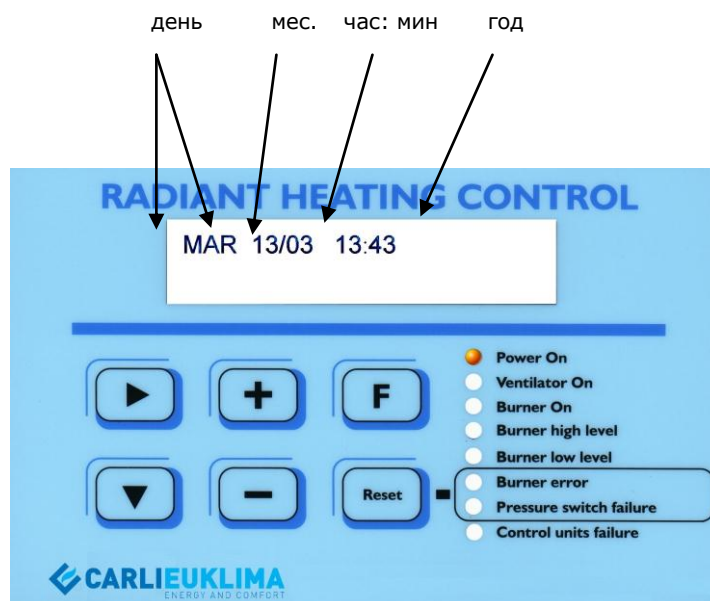 день мес. час: мин год
RADIANT HEATING CONTROL
MAR 13/03 13:43
Power On
Ventilator On
Burner On
Burner high level
Burner low level
Burner error
Pressure switch failure
Control units failure
F
Reset
CARLIEUKLIMA
ENERGY AND COMFORT